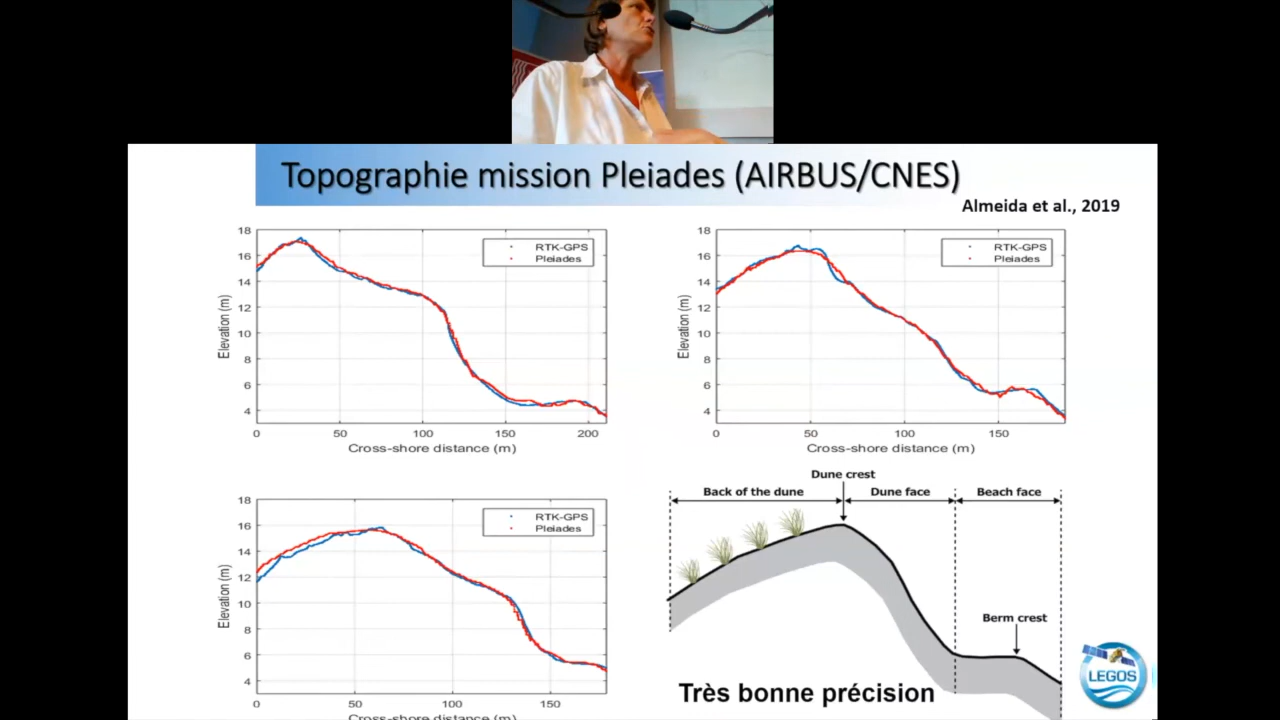 Topographie mission Pleiades (AIRBUS/CNES)
Almeida et al., 2019
18
16
14
12
10
8
6
4
Elevation (m)
RTK-GPS
Pleiades
0 50 100 150 200
Cross-shore distance (m)
18
16
14
12
10
8
6
4
Elevation (m)
RTK-GPS
Pleiades
0 50 100 150
Cross-shore distance (m)
18
16
14
12
10
8
6
4
Elevation (m)
RTK-GPS
Pleiades
0 50 100 150
Cross-shore distance (m)
Dune crest
Back of the dune Dune face Beach face
Berm crest
Très bonne précision
LEGOS